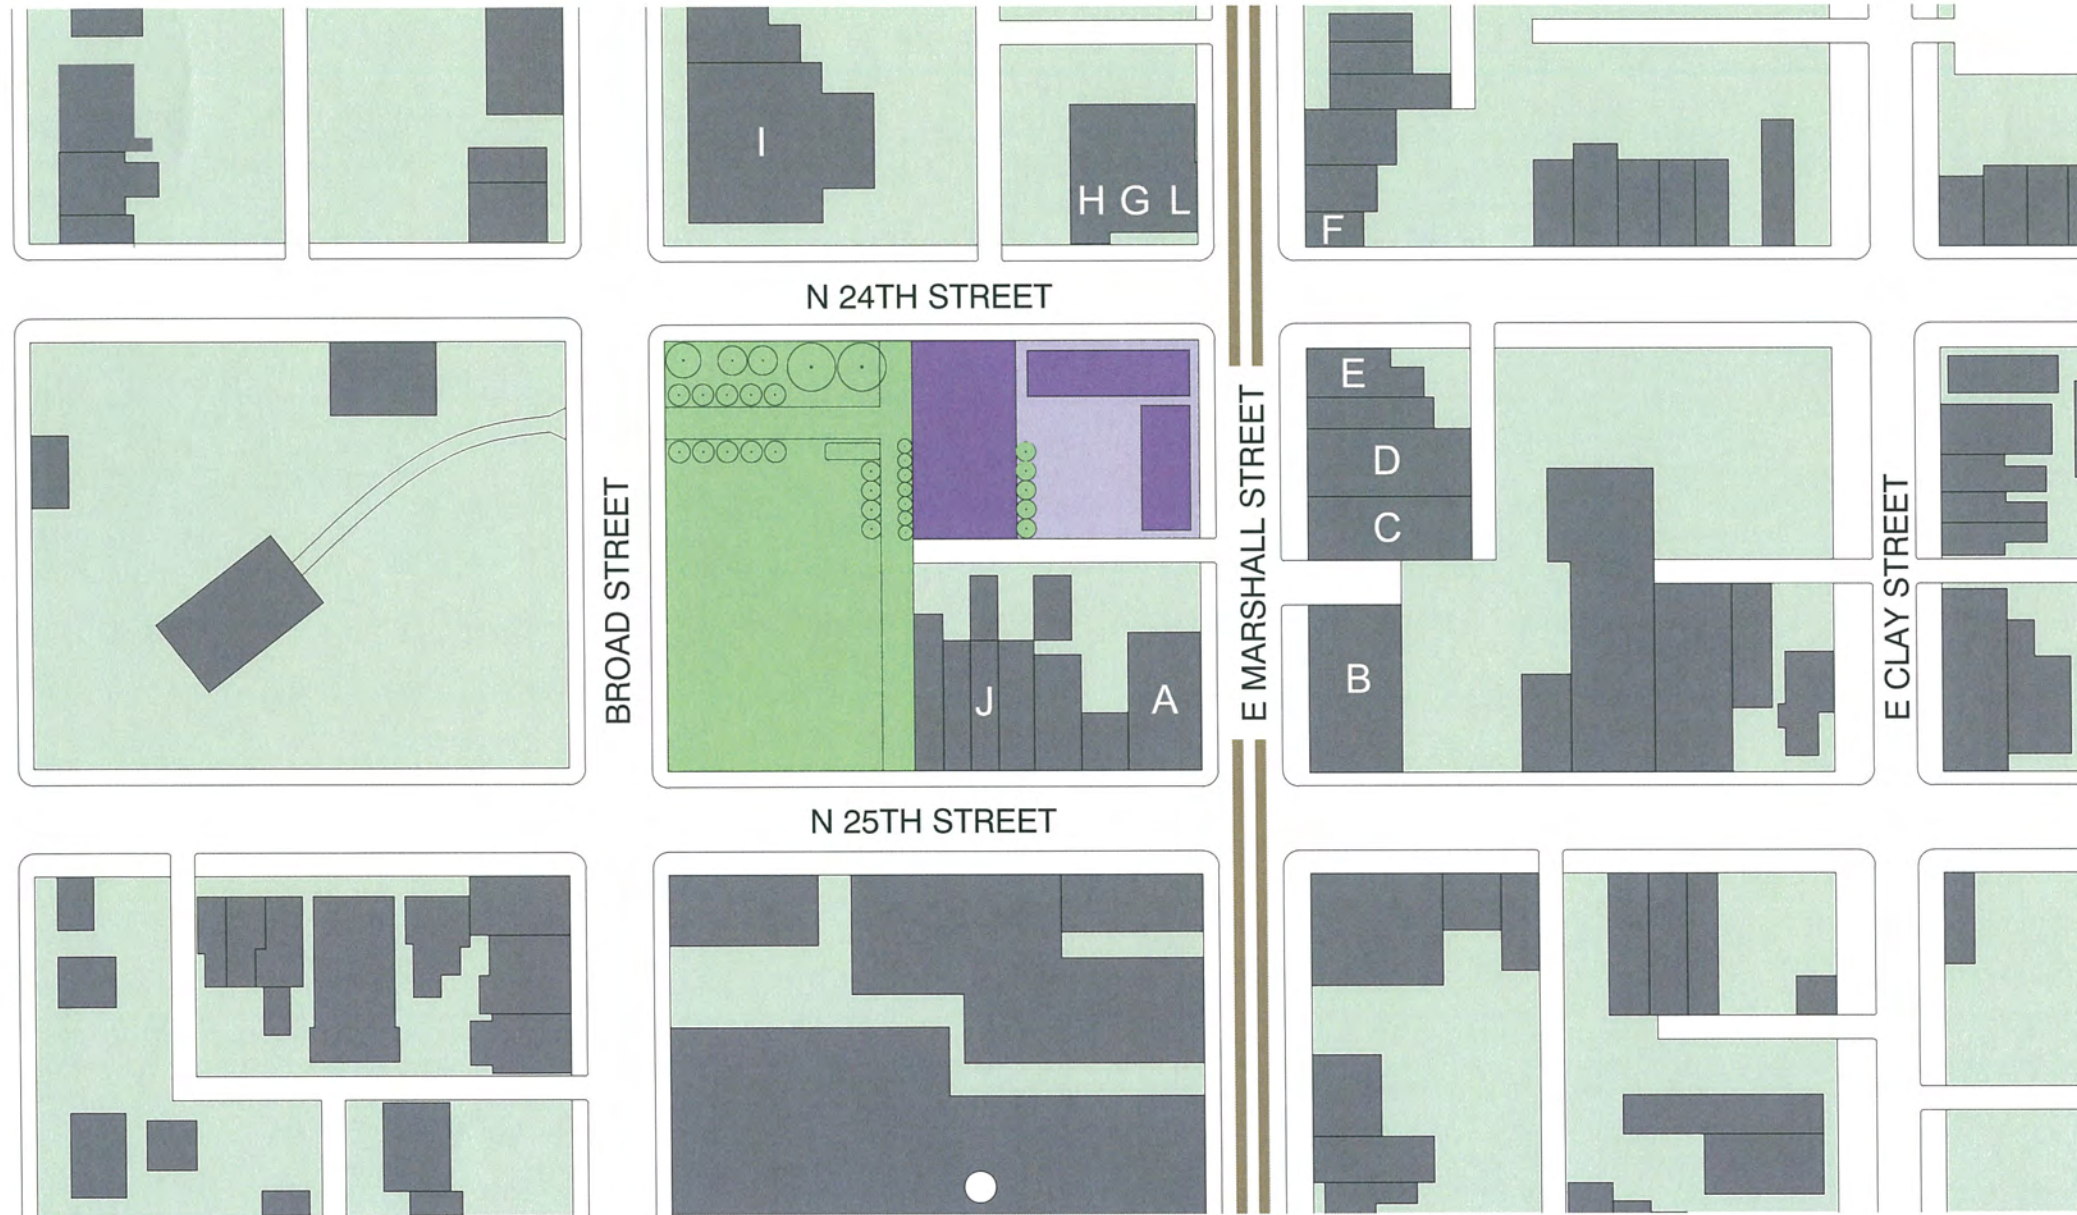 I
H G L
F
N 24TH STREET
E
D
C
BROAD STREET
E MARSHALL STREET
E CLAY STREET
B
J
A
N 25TH STREET